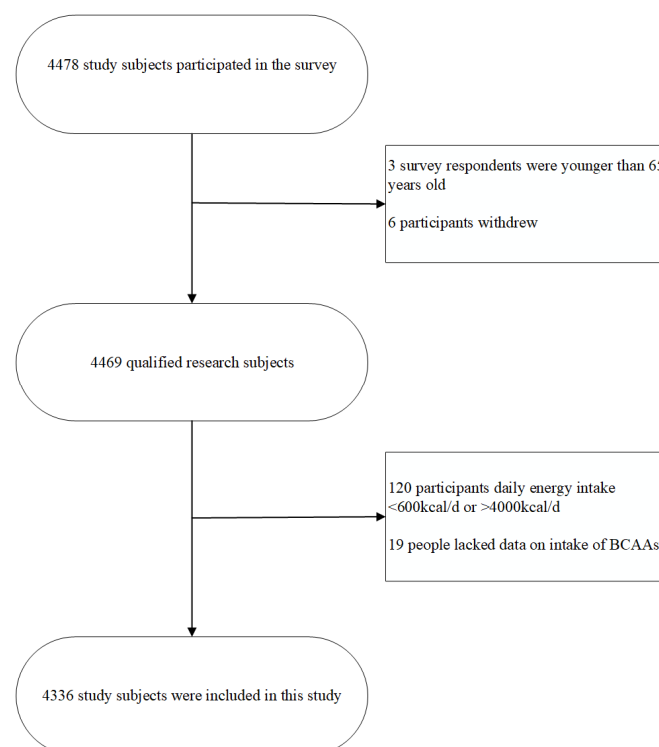 4478 study subjects participated in the survey
3 survey respondents were younger than 65
years old
6 participants withdrew
4469 qualified research subjects
120 participants daily energy intake
<600kcal/d or >4000kcal/d
19 people lacked data on intake of BCAAs
4336 study subjects were included in this study